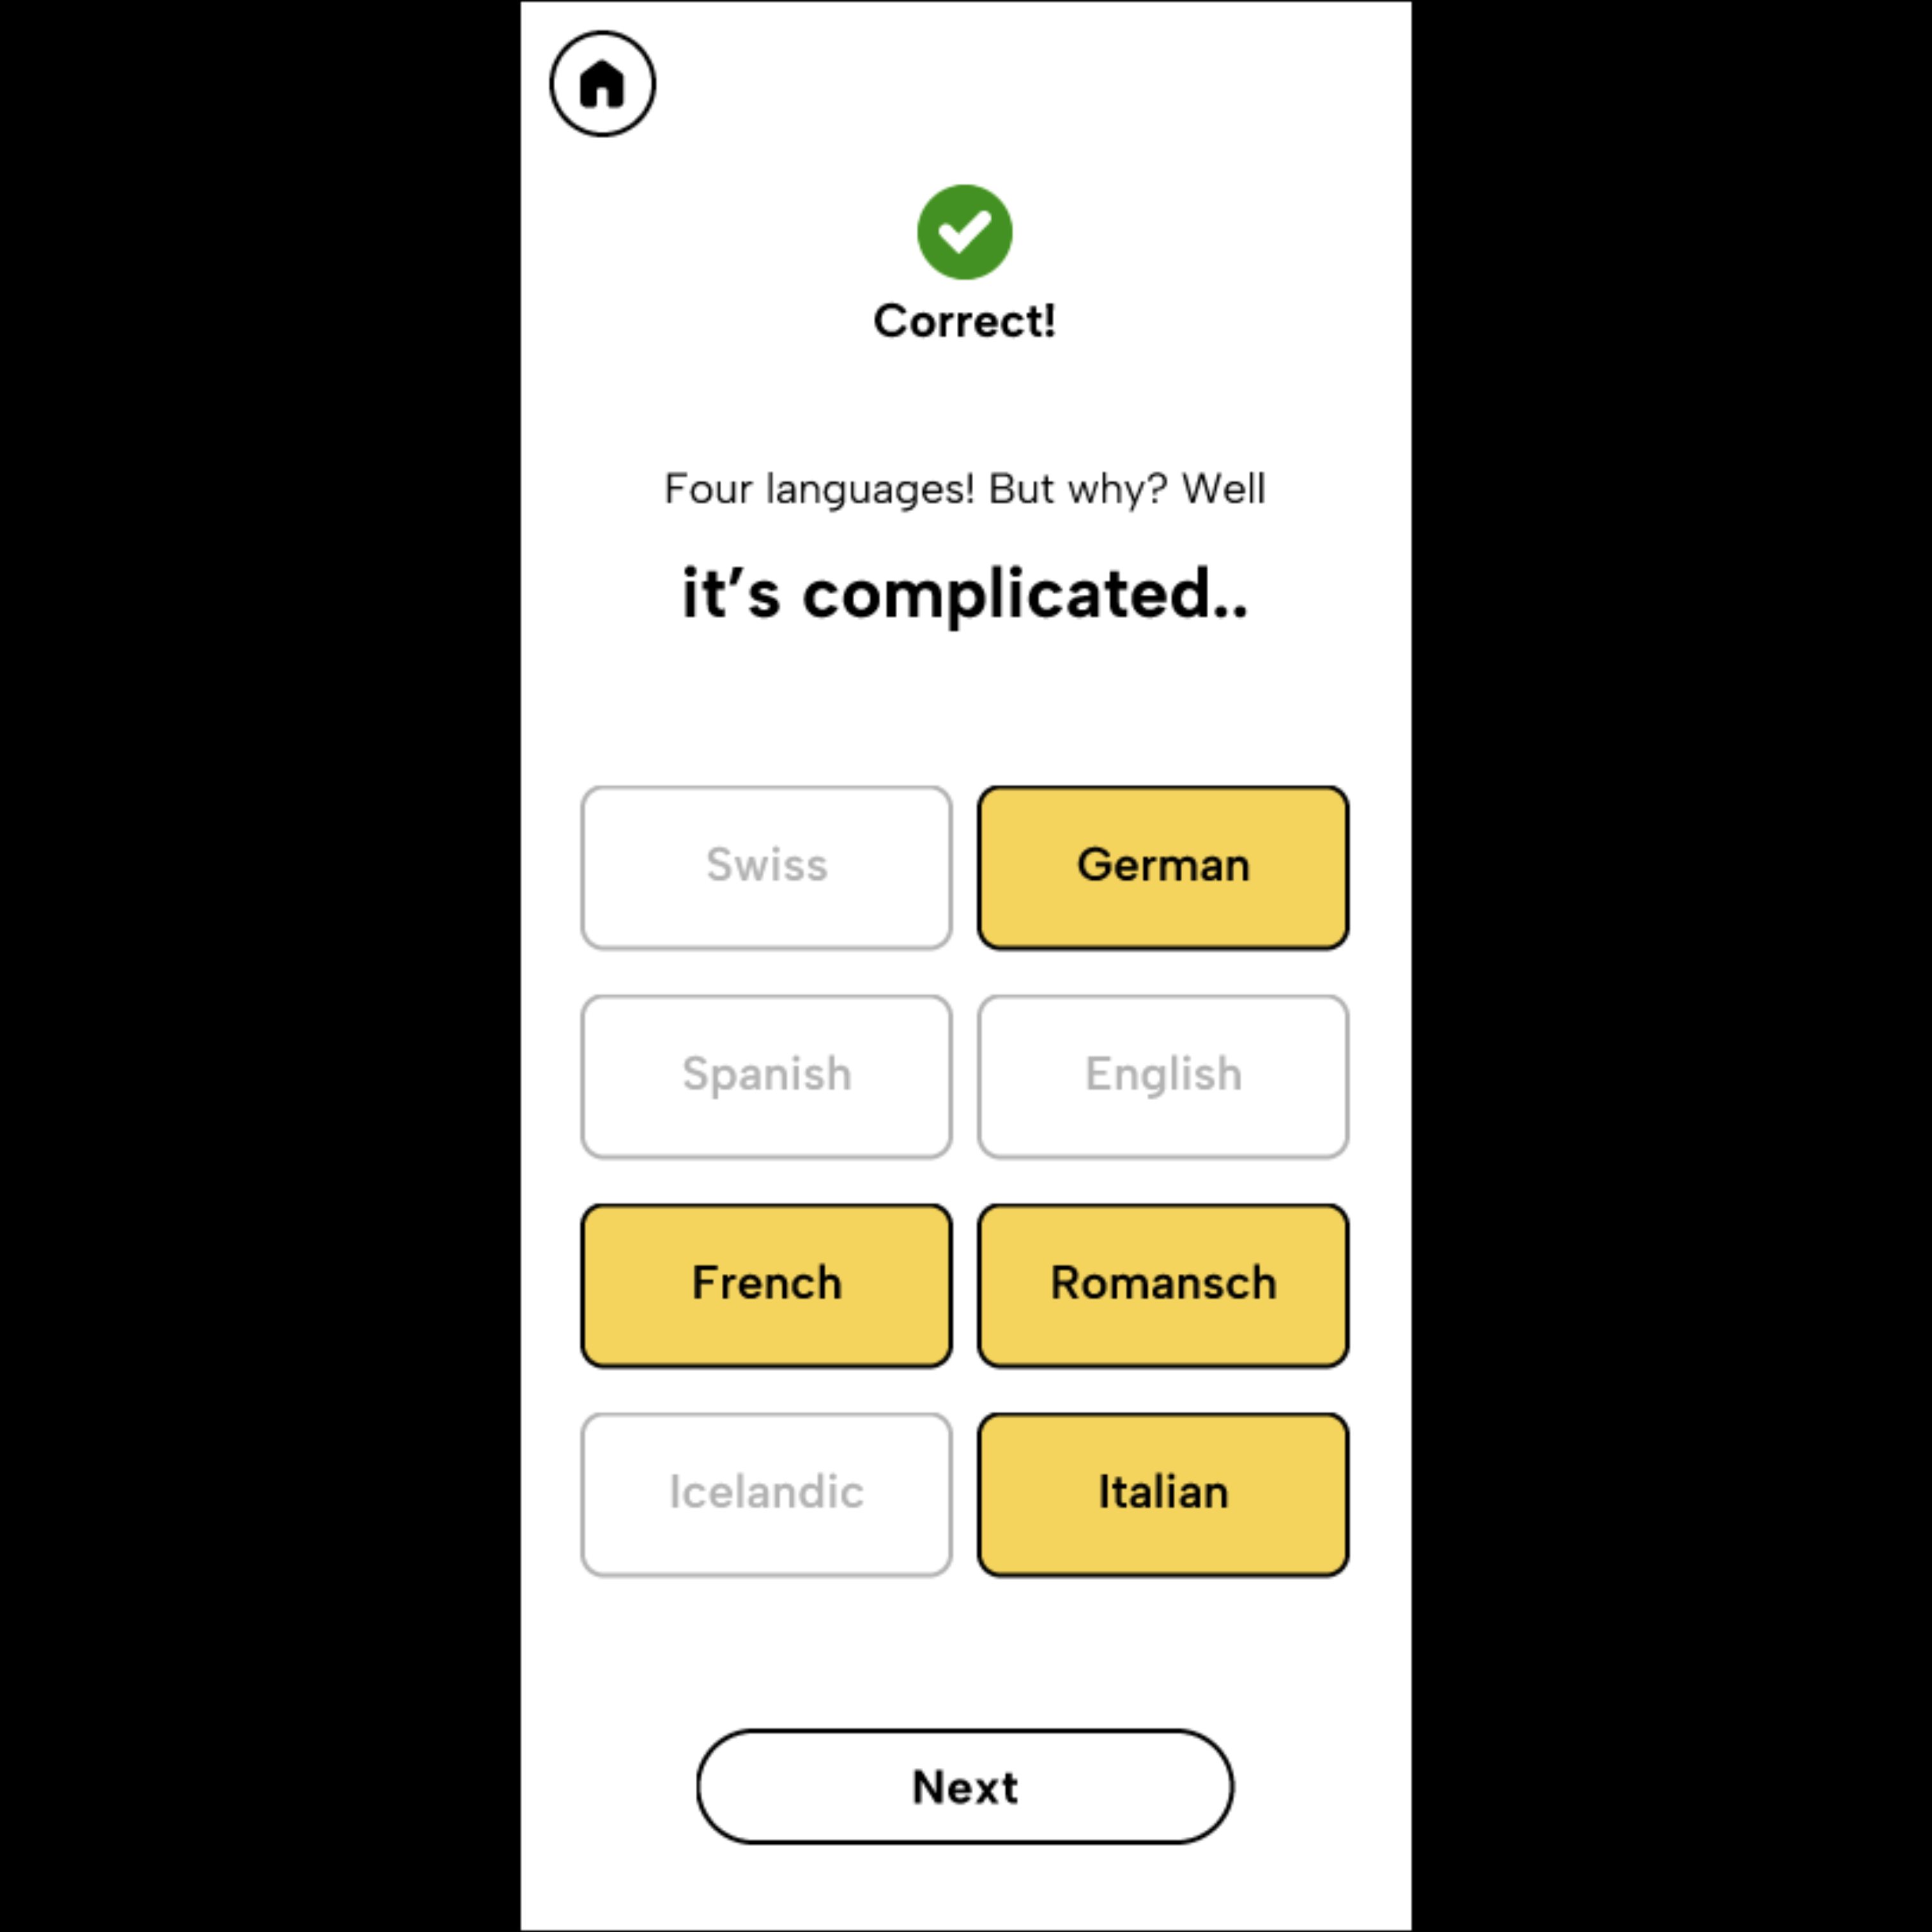 Correct!
Four languages! But why? Well
it’s complicated..
Swiss
German
Spanish
English
French
Romansch
Icelandic
Italian
Next